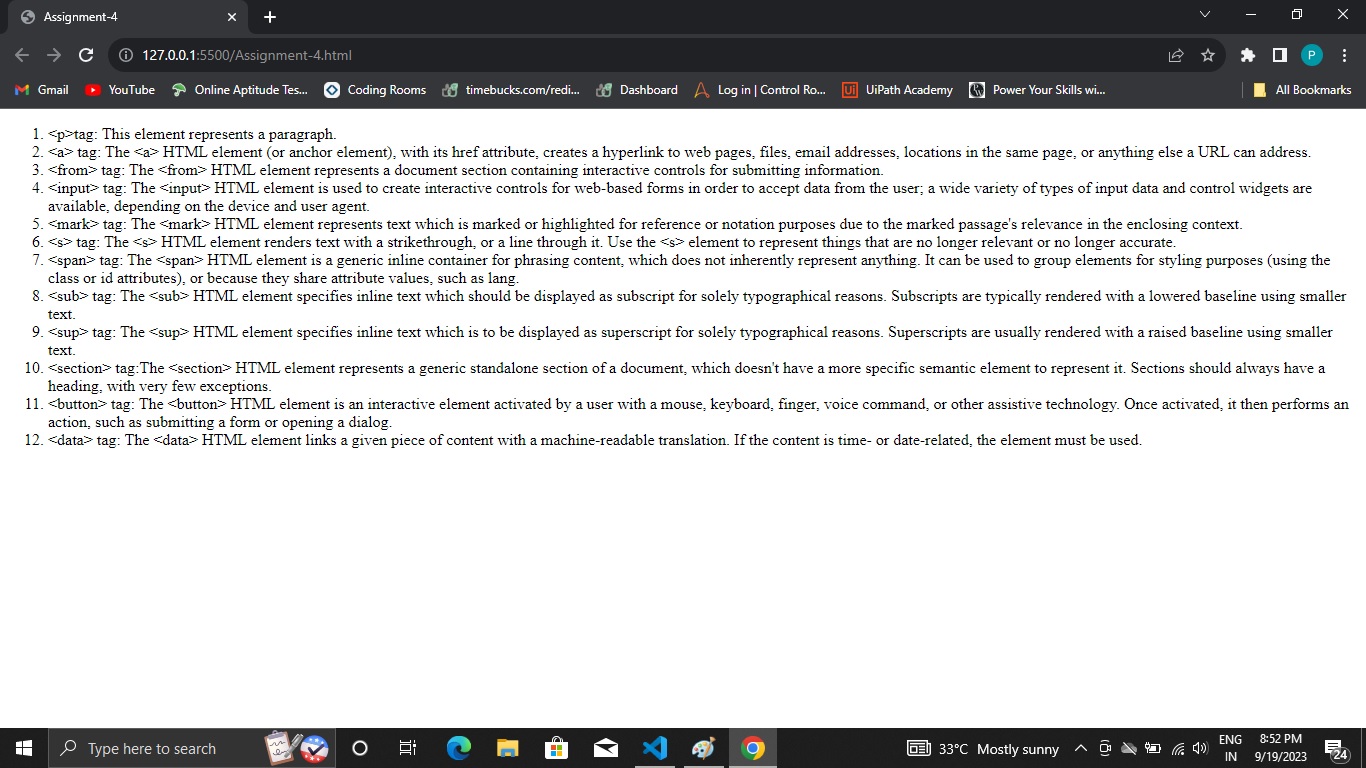 Assignment-4
127.0.0.1:5500/Assignment-4.html
Gmail YouTube Online Aptitude Tes... Coding Rooms timebucks.com/redi... Dashboard Log in | Control Ro... UiPath Academy Power Your Skills wi... All Bookmarks
1. <p>tag: This element represents a paragraph.
2. <a> tag: The <a> HTML element (or anchor element), with its href attribute, creates a hyperlink to web pages, files, email addresses, locations in the same page, or anything else a URL can address.
3. <from> tag: The <from> HTML element represents a document section containing interactive controls for submitting information.
4. <input> tag: The <input> HTML element is used to create interactive controls for web-based forms in order to accept data from the user; a wide variety of types of input data and control widgets are
available, depending on the device and user agent.
5. <mark> tag: The <mark> HTML element represents text which is marked or highlighted for reference or notation purposes due to the marked passage's relevance in the enclosing context.
6. <s> tag: The <s> HTML element renders text with a strikethrough, or a line through it. Use the <s> element to represent things that are no longer relevant or no longer accurate.
7. <span> tag: The <span> HTML element is a generic inline container for phrasing content, which does not inherently represent anything. It can be used to group elements for styling purposes (using the
class or id attributes), or because they share attribute values, such as lang.
8. <sub> tag: The <sub> HTML element specifies inline text which should be displayed as subscript for solely typographical reasons. Subscripts are typically rendered with a lowered baseline using smaller
text.
9. <sup> tag: The <sup> HTML element specifies inline text which is to be displayed as superscript for solely typographical reasons. Superscripts are usually rendered with a raised baseline using smaller
text.
10. <section> tag:The <section> HTML element represents a generic standalone section of a document, which doesn't have a more specific semantic element to represent it. Sections should always have a
heading, with very few exceptions.
11. <button> tag: The <button> HTML element is an interactive element activated by a user with a mouse, keyboard, finger, voice command, or other assistive technology. Once activated, it then performs an
action, such as submitting a form or opening a dialog.
12. <data> tag: The <data> HTML element links a given piece of content with a machine-readable translation. If the content is time- or date-related, the element must be used.
Type here to search 33°C Mostly sunny ENG 8:52 PM
IN 9/19/2023 24
P
Ui